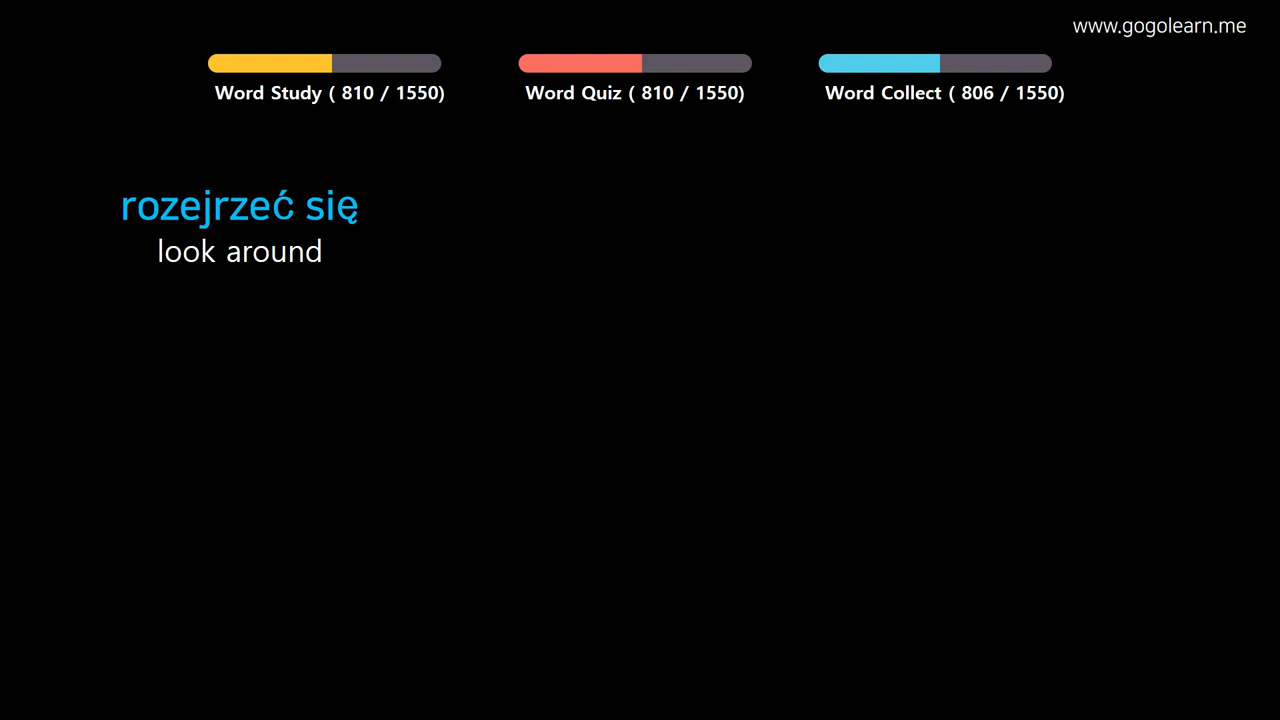 www.gogolearn.me
Word Study ( 810 / 1550)
Word Quiz ( 810 / 1550)
Word Collect ( 806 / 1550)
rozejrzeć się
look around